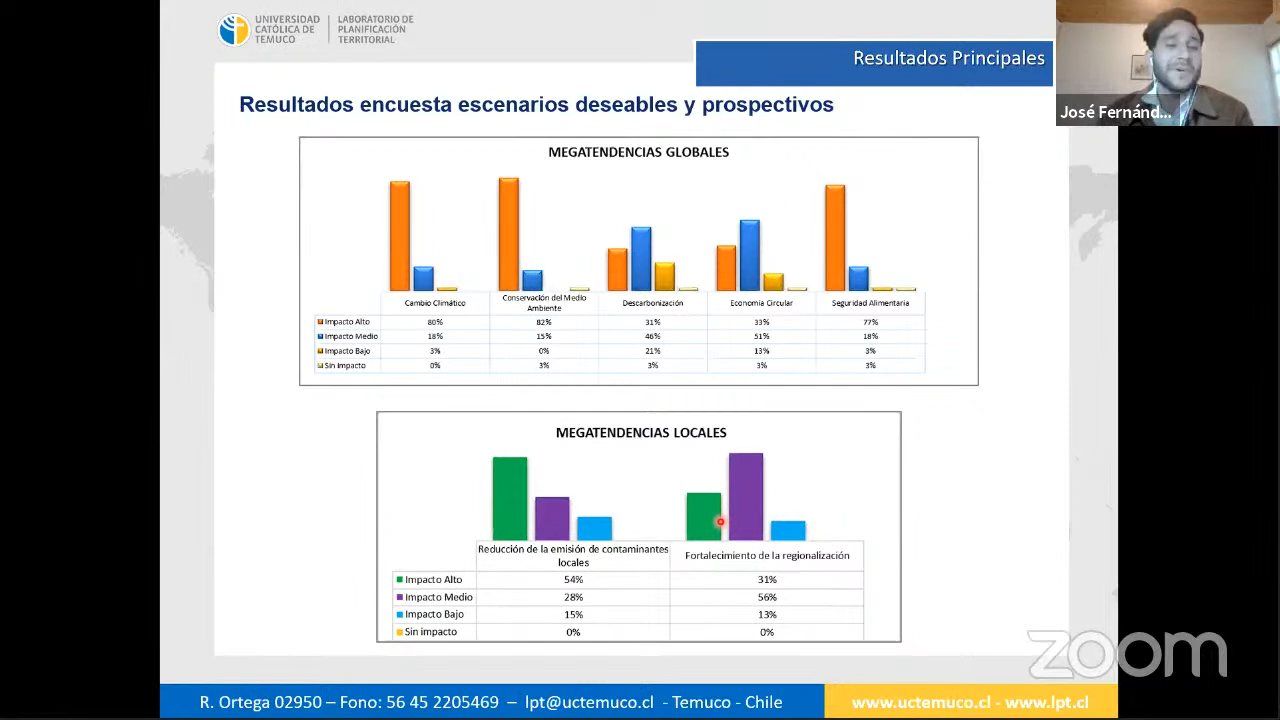 UNIVERSIDAD
CATÓLICA DE
TEMUCO
LABORATORIO DE
PLANIFICACIÓN
TERRITORIAL
Resultados Principales
José Fernánd...
Resultados encuesta escenarios deseables y prospectivos
MEGATENDENCIAS GLOBALES
Cambio Climático
Conservación del Medio
Ambiente
Descarbonización
Economía Circular
Seguridad Alimentaria
Impacto Alto 80% 82% 31% 33% 77%
Impacto Medio 18% 15% 46% 51% 18%
Impacto Bajo 3% 0% 21% 13% 3%
Sin impacto 0% 3% 3% 3% 3%
MEGATENDENCIAS LOCALES
Reducción de la emisión de contaminantes
locales
Fortalecimiento de la regionalización
Impacto Alto 54% 31%
Impacto Medio 28% 56%
Impacto Bajo 15% 13%
Sin impacto 0% 0%
zoom
R. Ortega 02950 – Fono: 56 45 2205469 – lpt@uctemuco.cl - Temuco - Chile
www.uctemuco.cl - www.lpt.cl